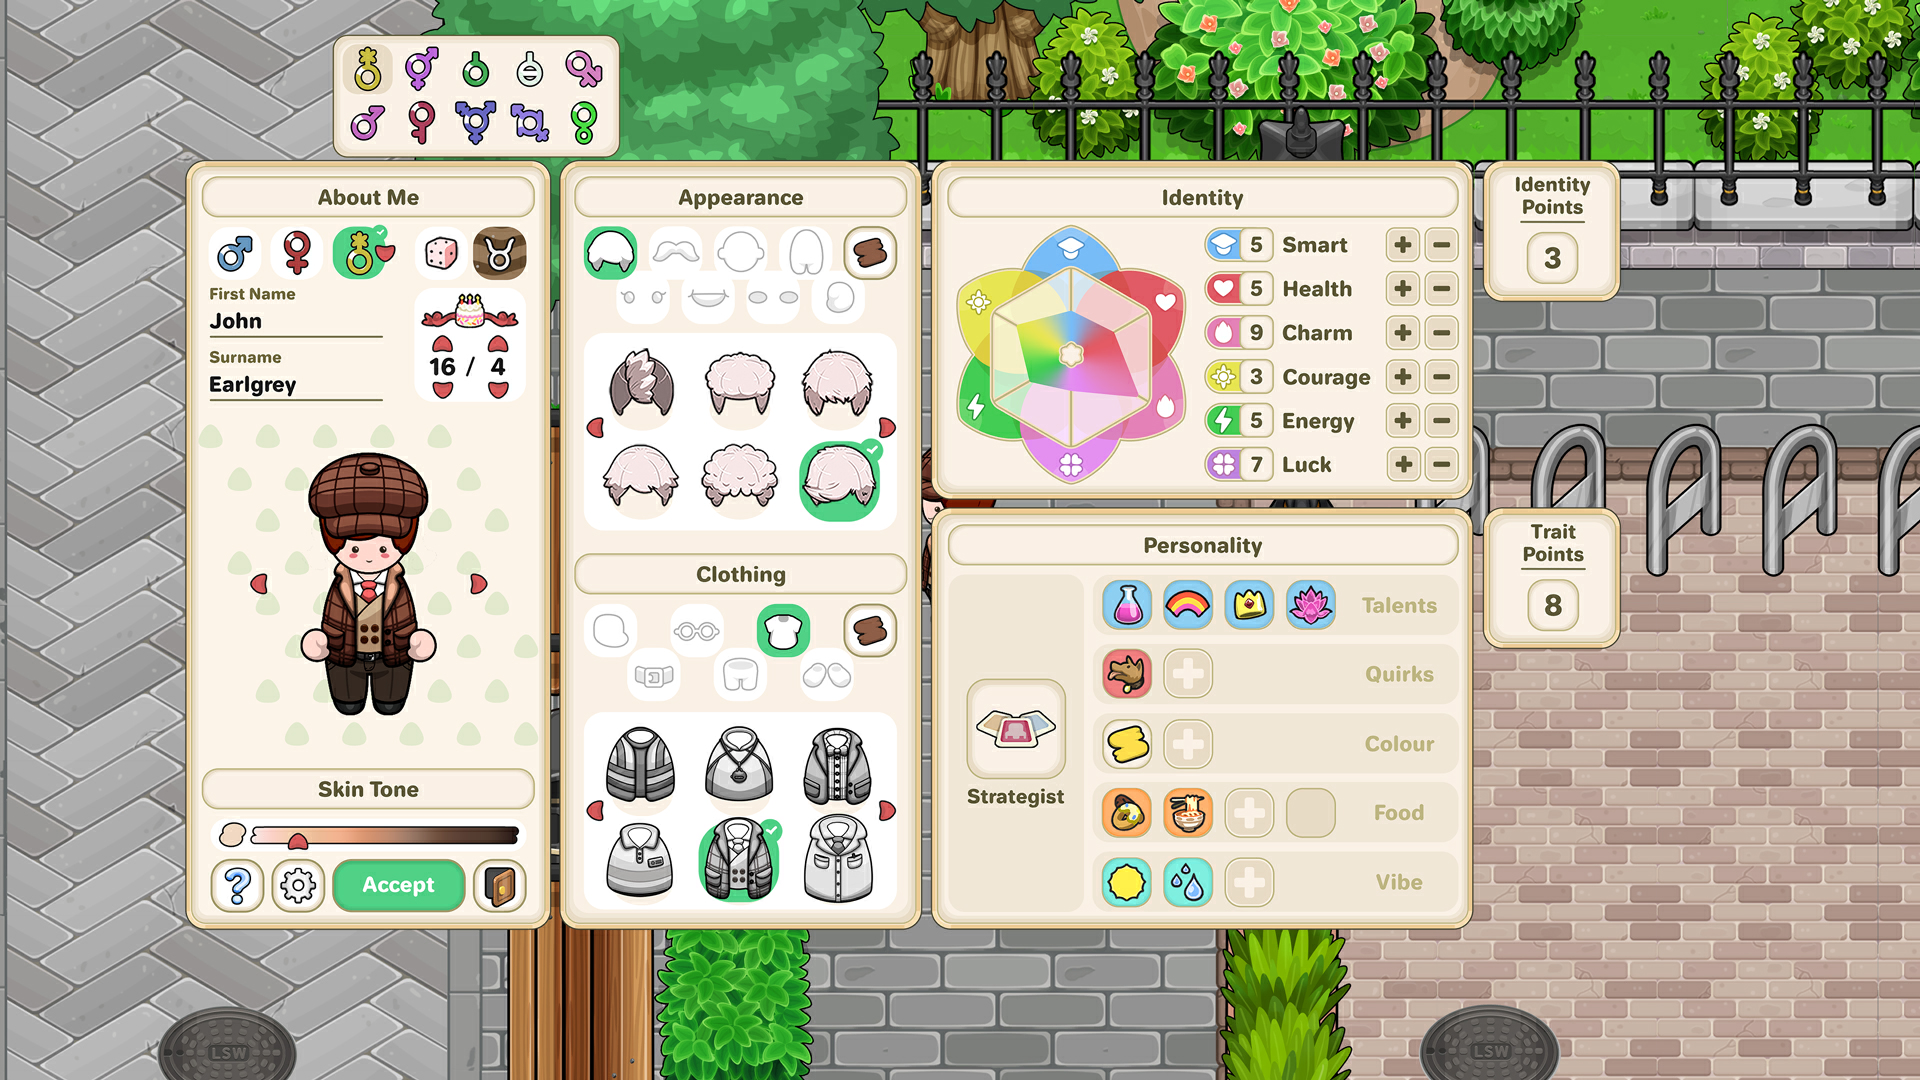 About Me
First Name
John
Surname
Earlgrey
16 / 4
Skin Tone
Accept
Appearance
Clothing
Identity
5 Smart
5 Health
9 Charm
3 Courage
5 Energy
7 Luck
Identity
Points
3
Personality
Strategist
Talents
Quirks
Colour
Food
Vibe
Trait
Points
8
LSW
LSW